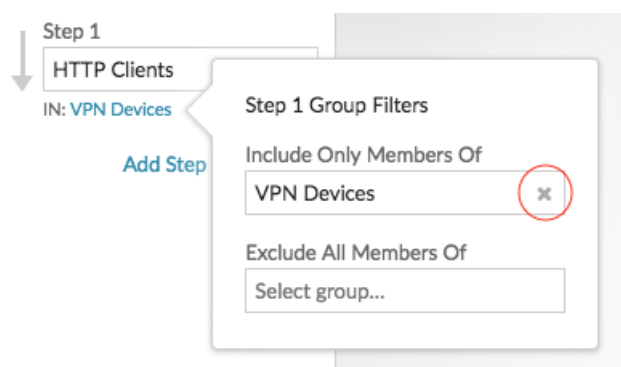 Step 1
HTTP Clients
IN: VPN Devices
Add Step
Step 1 Group Filters
Include Only Members Of
VPN Devices
Exclude All Members Of
Select group...